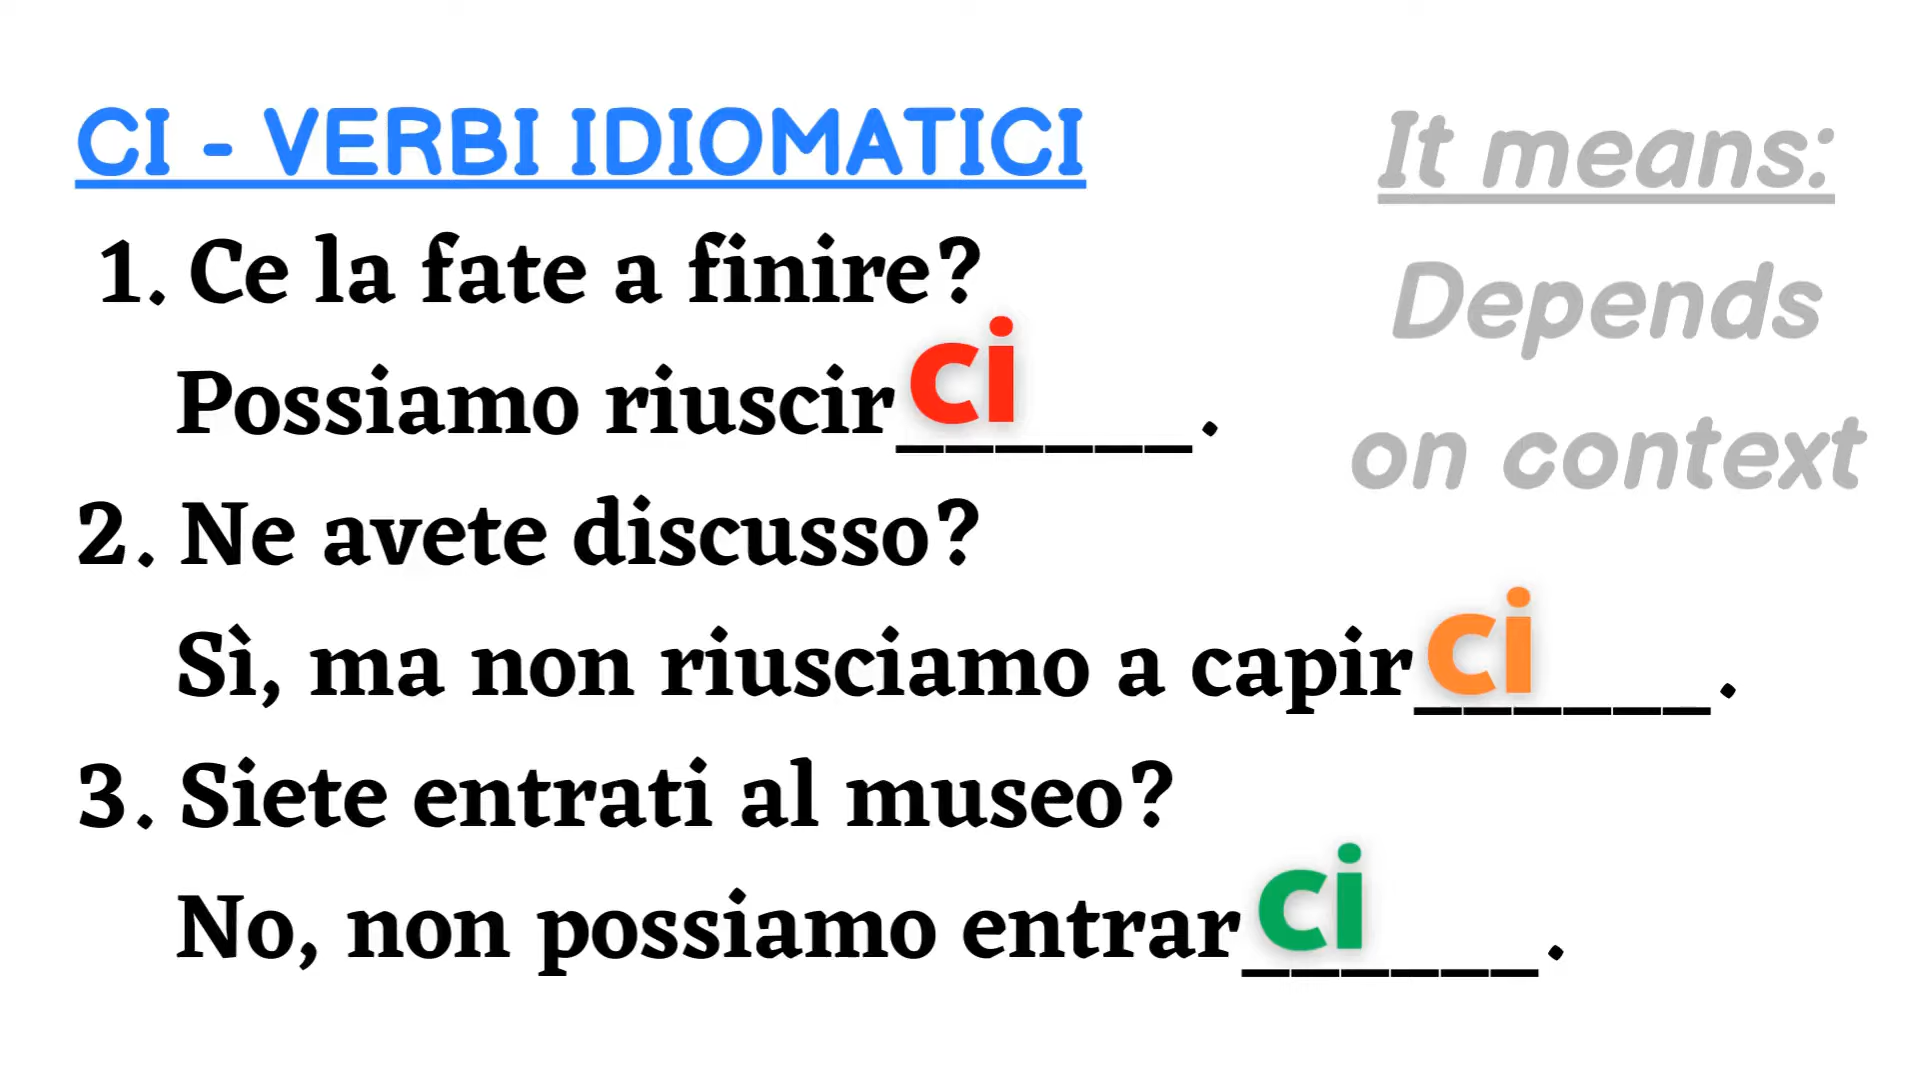 CI - VERBI IDIOMATICI
1. Ce la fate a finire?
Possiamo riuscirci______.
2. Ne avete discusso?
Sì, ma non riusciamo a capirci______.
3. Siete entrati al museo?
No, non possiamo entrarci______.
It means:
Depends
on context